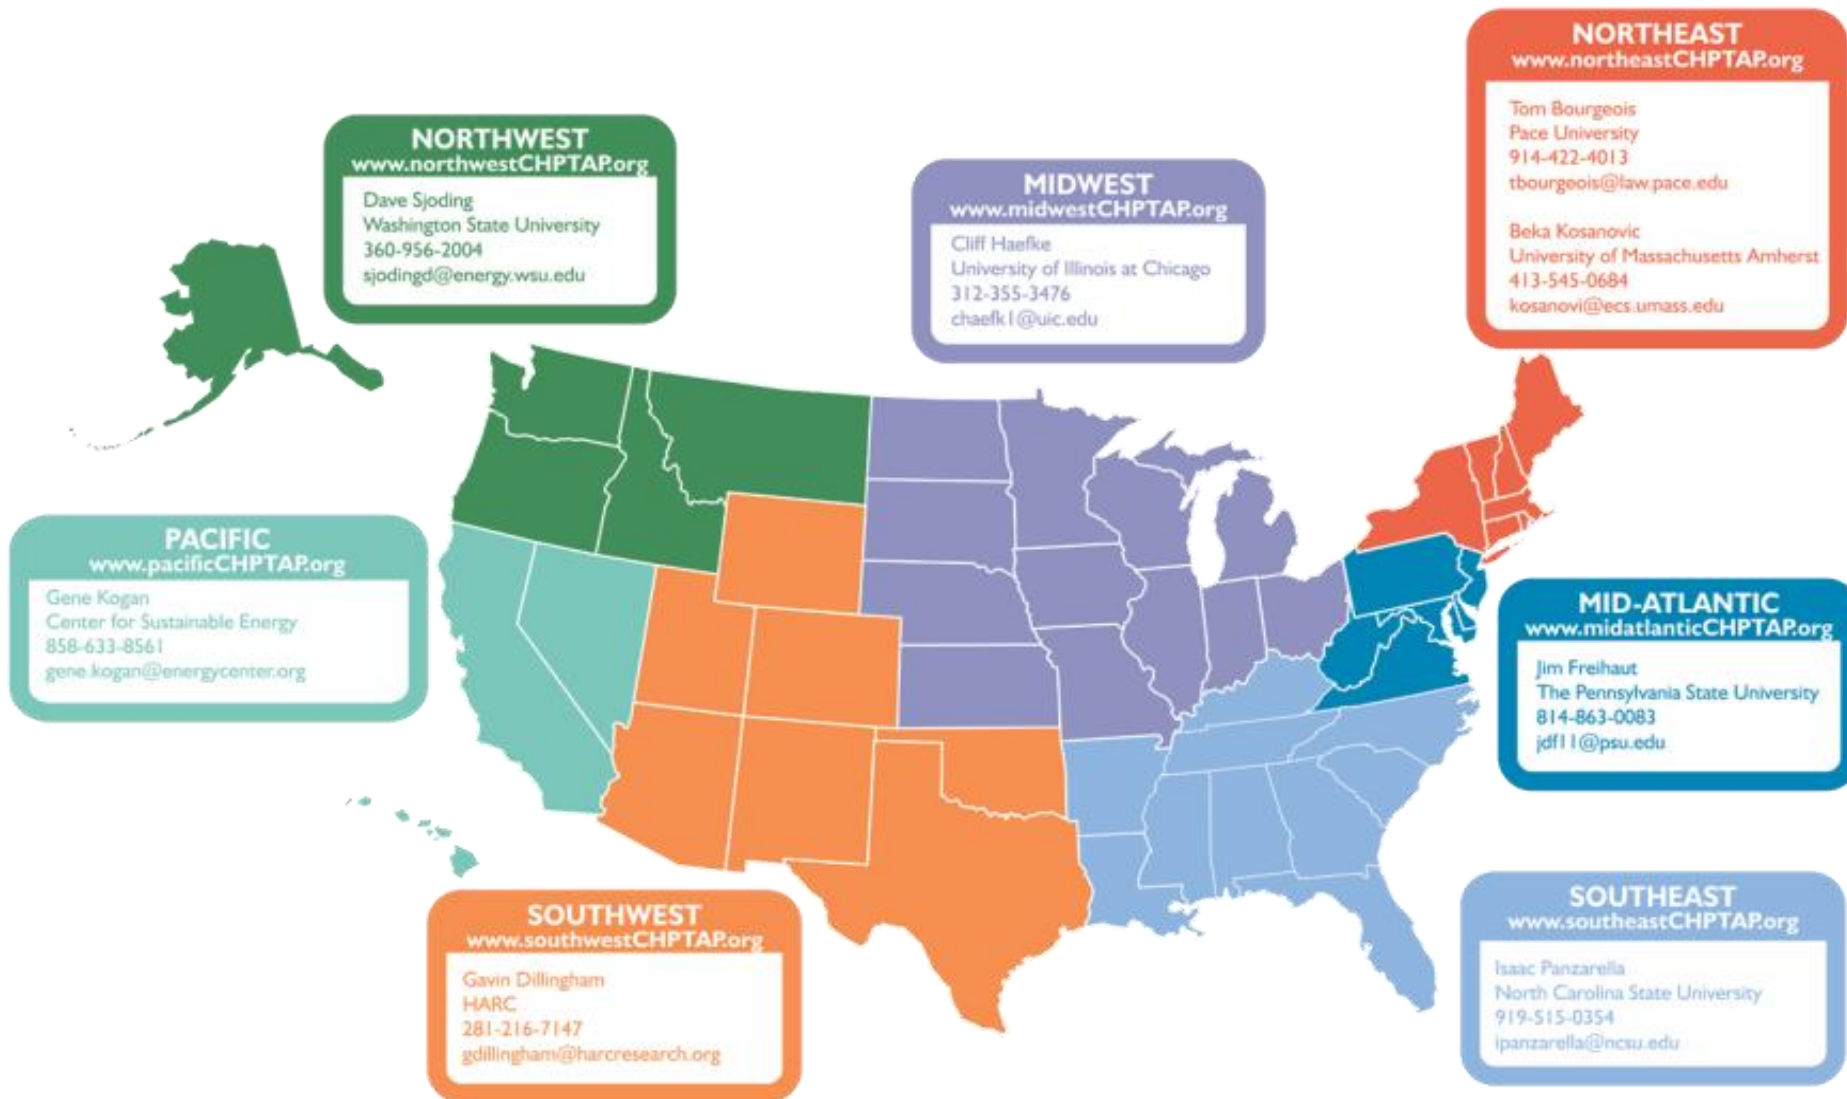 NORTHEAST
www.northeastCHPTAP.org
Tom Bourgeois
Pace University
914-422-4013
tbourgeois@law.pace.edu
Beka Kosanovic
University of Massachusetts Amherst
413-545-0684
kosanovi@ecs.umass.edu
NORTHWEST
www.northwestCHPTAP.org
Dave Sjoding
Washington State University
360-956-2004
sjodingd@energy.wsu.edu
MIDWEST
www.midwestCHPTAP.org
Cliff Haefke
University of Illinois at Chicago
312-355-3476
chaefk1@uic.edu
PACIFIC
www.pacificCHPTAP.org
Gene Kogan
Center for Sustainable Energy
858-633-8561
gene.kogan@energycenter.org
MID-ATLANTIC
www.midatlanticCHPTAP.org
Jim Freihaut
The Pennsylvania State University
814-863-0083
jdf11@psu.edu
SOUTHWEST
www.southwestCHPTAP.org
Gavin Dillingham
HARC
281-216-7147
gdillingham@harcresearch.org
SOUTHEAST
www.southeastCHPTAP.org
Isaac Panzarella
North Carolina State University
919-515-0354
ipanzarella@ncsu.edu